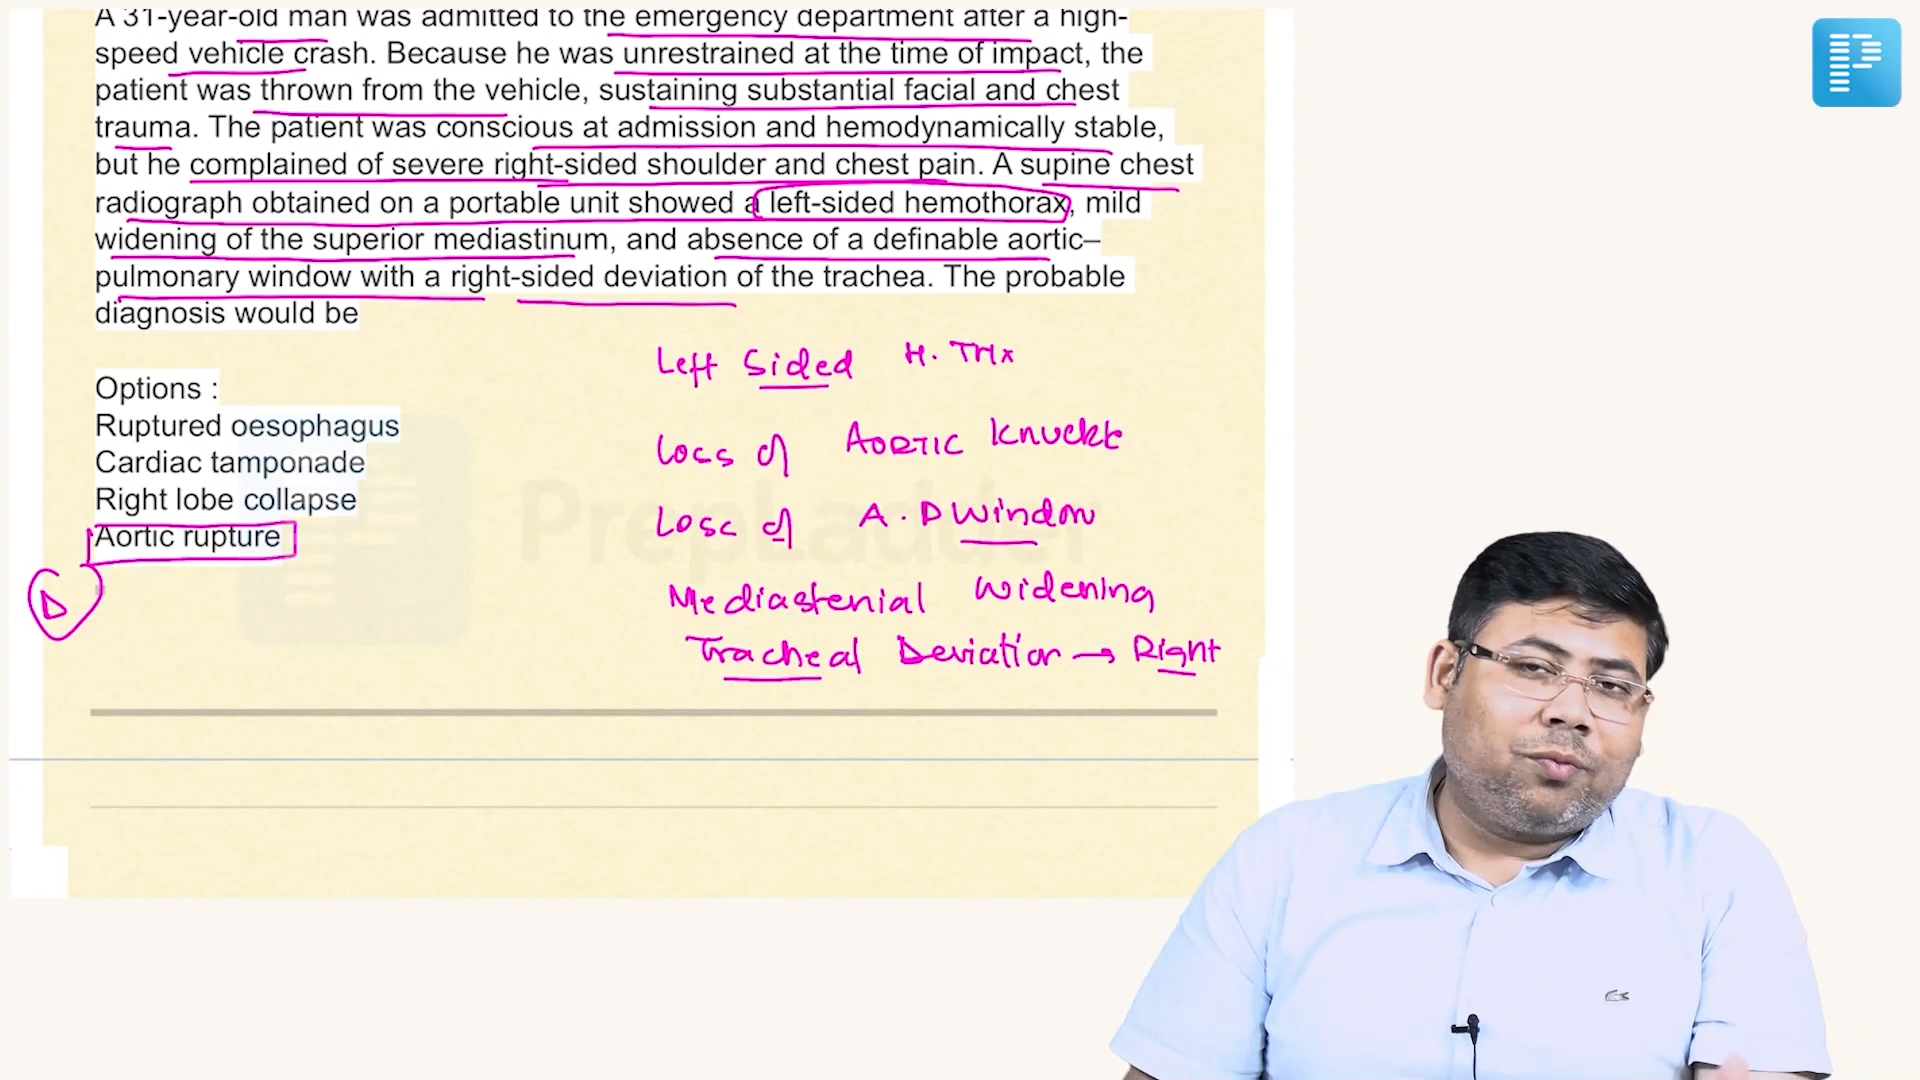 A 31-year-old man was admitted to the emergency department after a high-
speed vehicle crash. Because he was unrestrained at the time of impact, the
patient was thrown from the vehicle, sustaining substantial facial and chest
trauma. The patient was conscious at admission and hemodynamically stable,
but he complained of severe right-sided shoulder and chest pain. A supine chest
radiograph obtained on a portable unit showed a left-sided hemothorax, mild
widening of the superior mediastinum, and absence of a definable aortic–
pulmonary window with a right-sided deviation of the trachea. The probable
diagnosis would be
Left Sided H. THx
Options :
Ruptured oesophagus
Loss of AORTIC Knuckle
Cardiac tamponade
Right lobe collapse
Loss of A. P Window
Aortic rupture
PrepLadder
D
Mediastenial Widening
Tracheal Deviation → Right